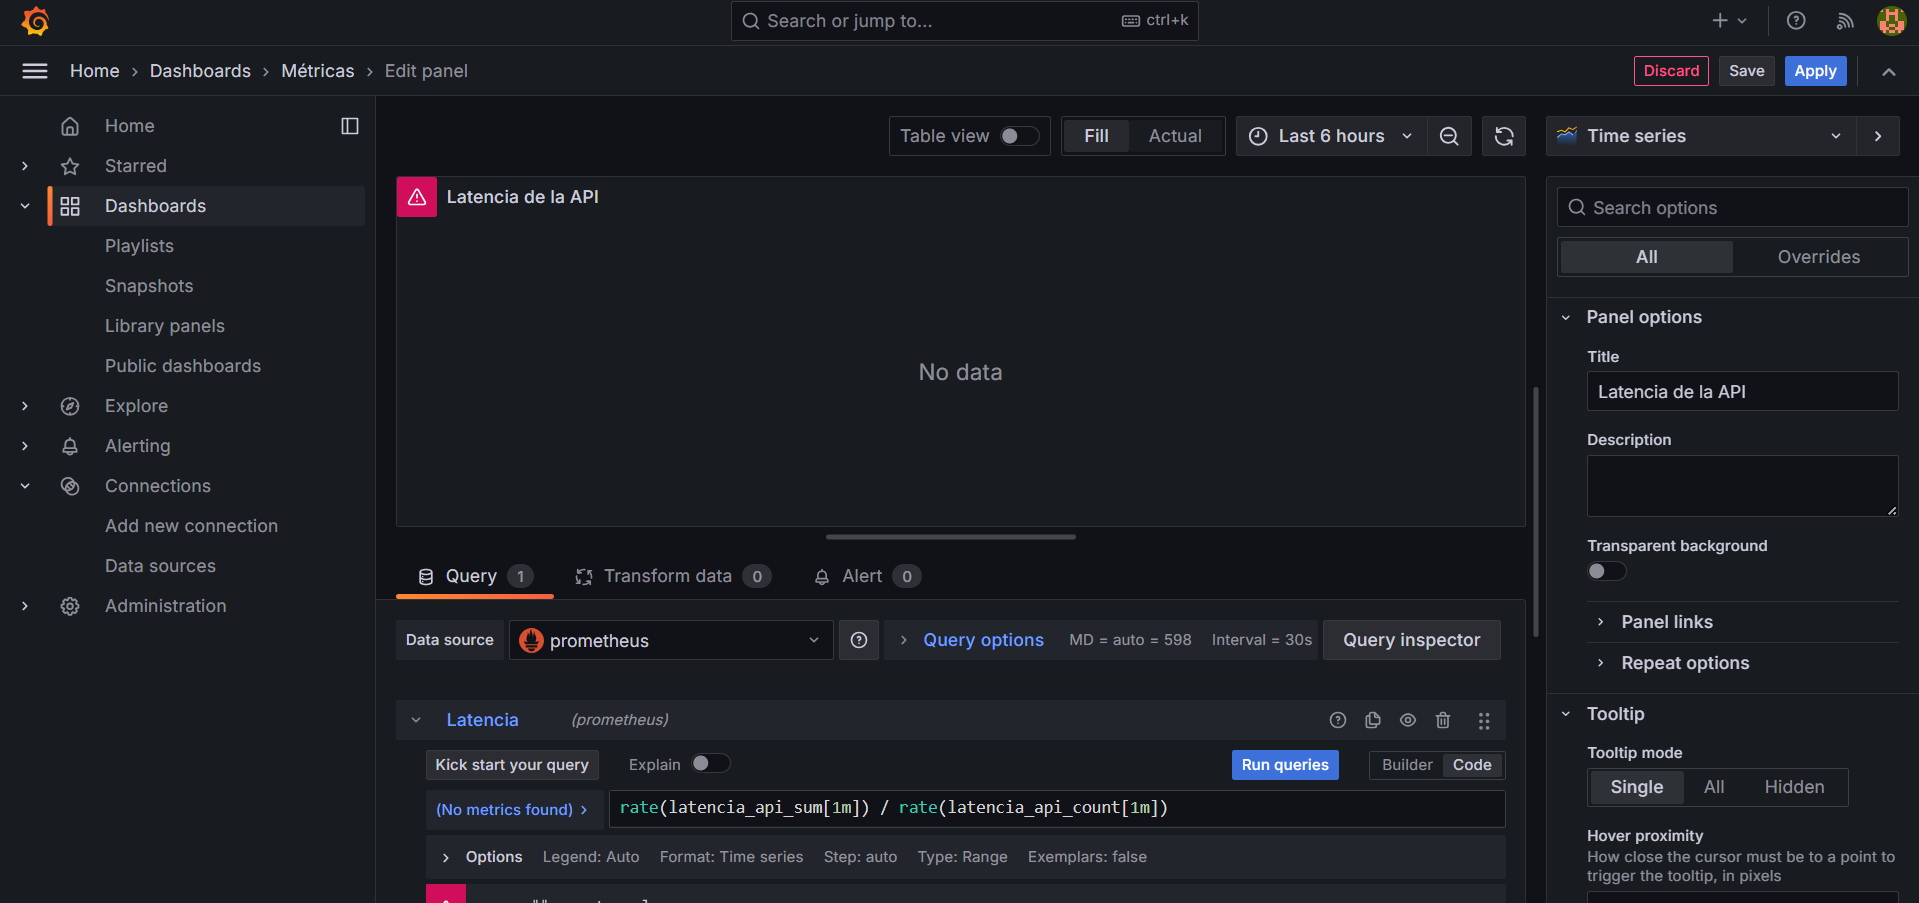 Search or jump to...
ctrl+k
Home > Dashboards > Métricas > Edit panel
Discard
Save
Apply
Home
Starred
Dashboards
Playlists
Snapshots
Library panels
Public dashboards
Explore
Alerting
Connections
Add new connection
Data sources
Administration
Table view
Fill
Actual
Last 6 hours
Time series
Latencia de la API
No data
Query 1
Transform data 0
Alert 0
Data source
prometheus
Query options
MD = auto = 598
Interval = 30s
Query inspector
Latencia
(prometheus)
Kick start your query
Explain
Run queries
Builder
Code
(No metrics found) >
rate(latencia_api_sum[1m]) / rate(latencia_api_count[1m])
Options
Legend: Auto
Format: Time series
Step: auto
Type: Range
Exemplars: false
Search options
All
Overrides
Panel options
Title
Latencia de la API
Description
Transparent background
Panel links
Repeat options
Tooltip
Tooltip mode
Single
All
Hidden
Hover proximity
How close the cursor must be to a point to
trigger the tooltip, in pixels